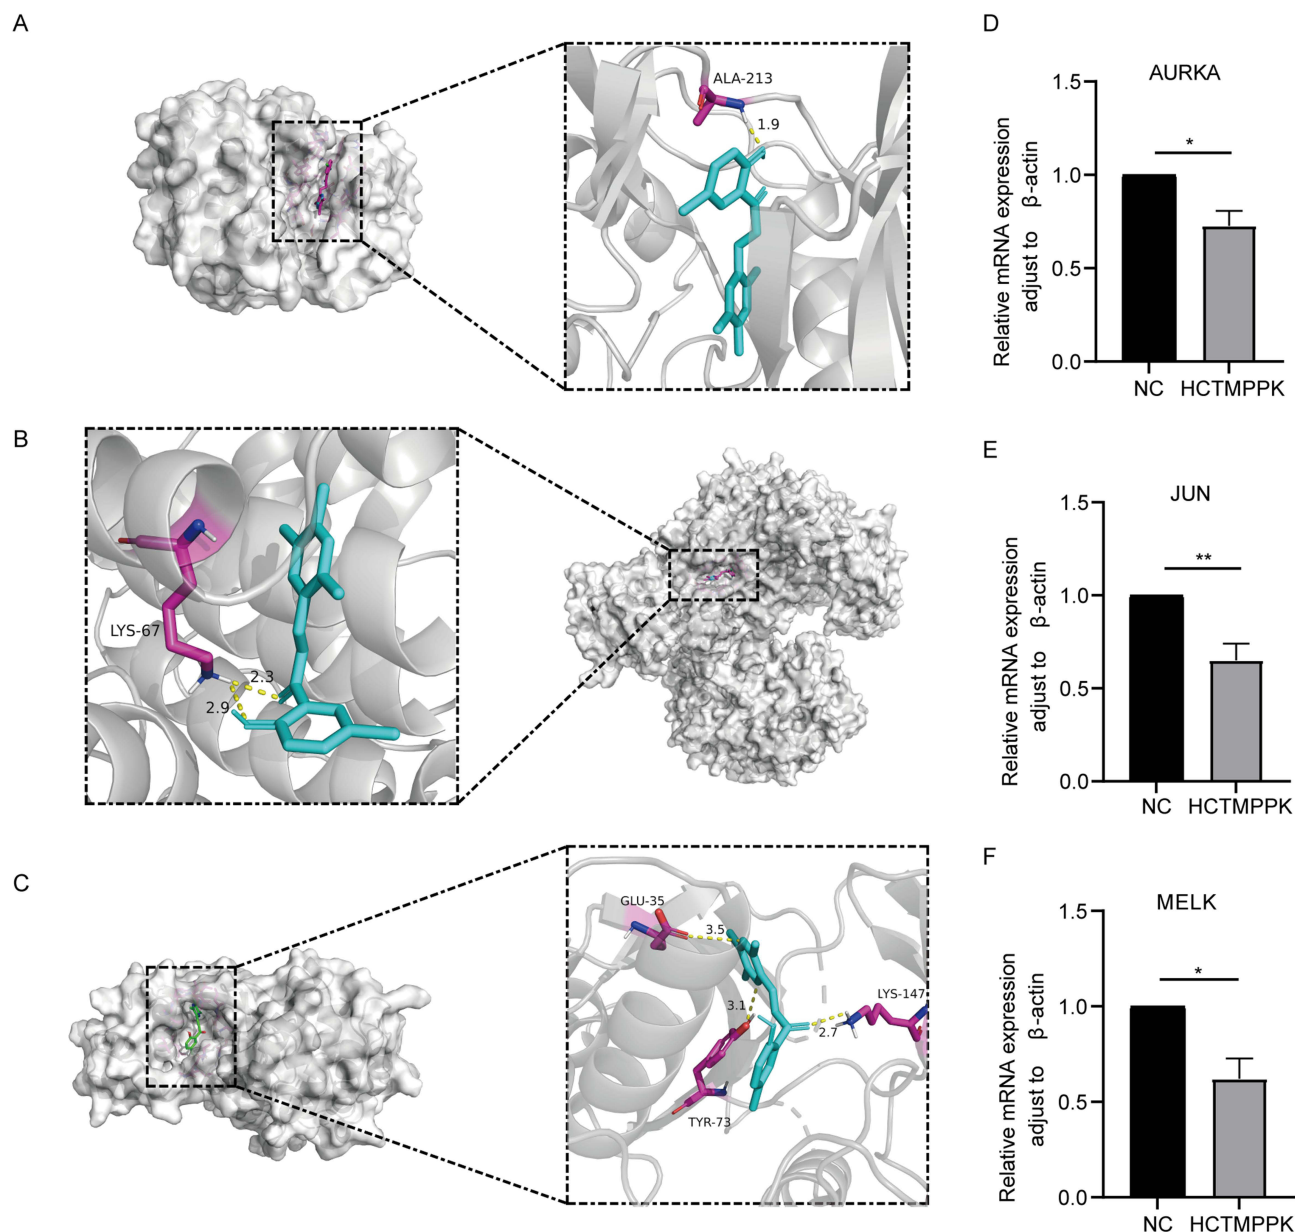 A
ALA-213
1.9
B
LYS-67
2.3
2.9
C
GLU-35
3.5
3.1
LYS-147
2.7
TYR-73
D
AURKA
Relative mRNA expression
adjust to β-actin
1.5
1.0
0.5
0.0
*
NC HCTMPPK
E
JUN
Relative mRNA expression
adjust to β-actin
1.5
1.0
0.5
0.0
**
NC HCTMPPK
F
MELK
Relative mRNA expression
adjust to β-actin
1.5
1.0
0.5
0.0
*
NC HCTMPPK